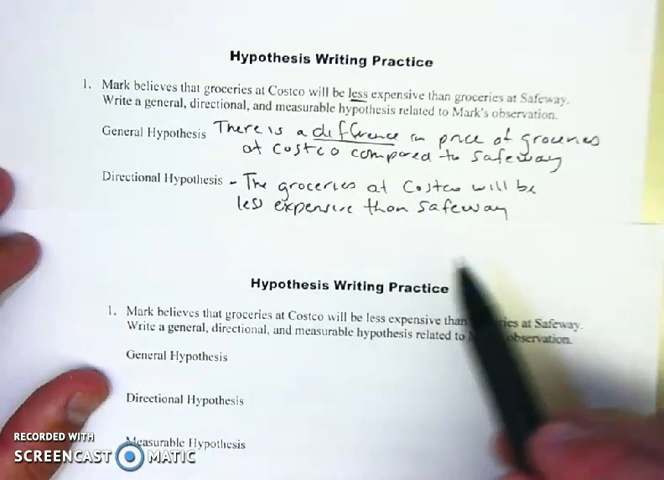 Hypothesis Writing Practice
1. Mark believes that groceries at Costco will be less expensive than groceries at Safeway.
Write a general, directional, and measurable hypothesis related to Mark's observation.
General Hypothesis There is a difference in price of groceries
at Costco compared to Safeway
Directional Hypothesis - The groceries at Costco will be
less expensive than Safeway
Hypothesis Writing Practice
1. Mark believes that groceries at Costco will be less expensive than at Safeway.
Write a general, directional, and measurable hypothesis related to observation.
General Hypothesis
Directional Hypothesis
Measurable Hypothesis
RECORDED WITH
SCREENCAST MATIC